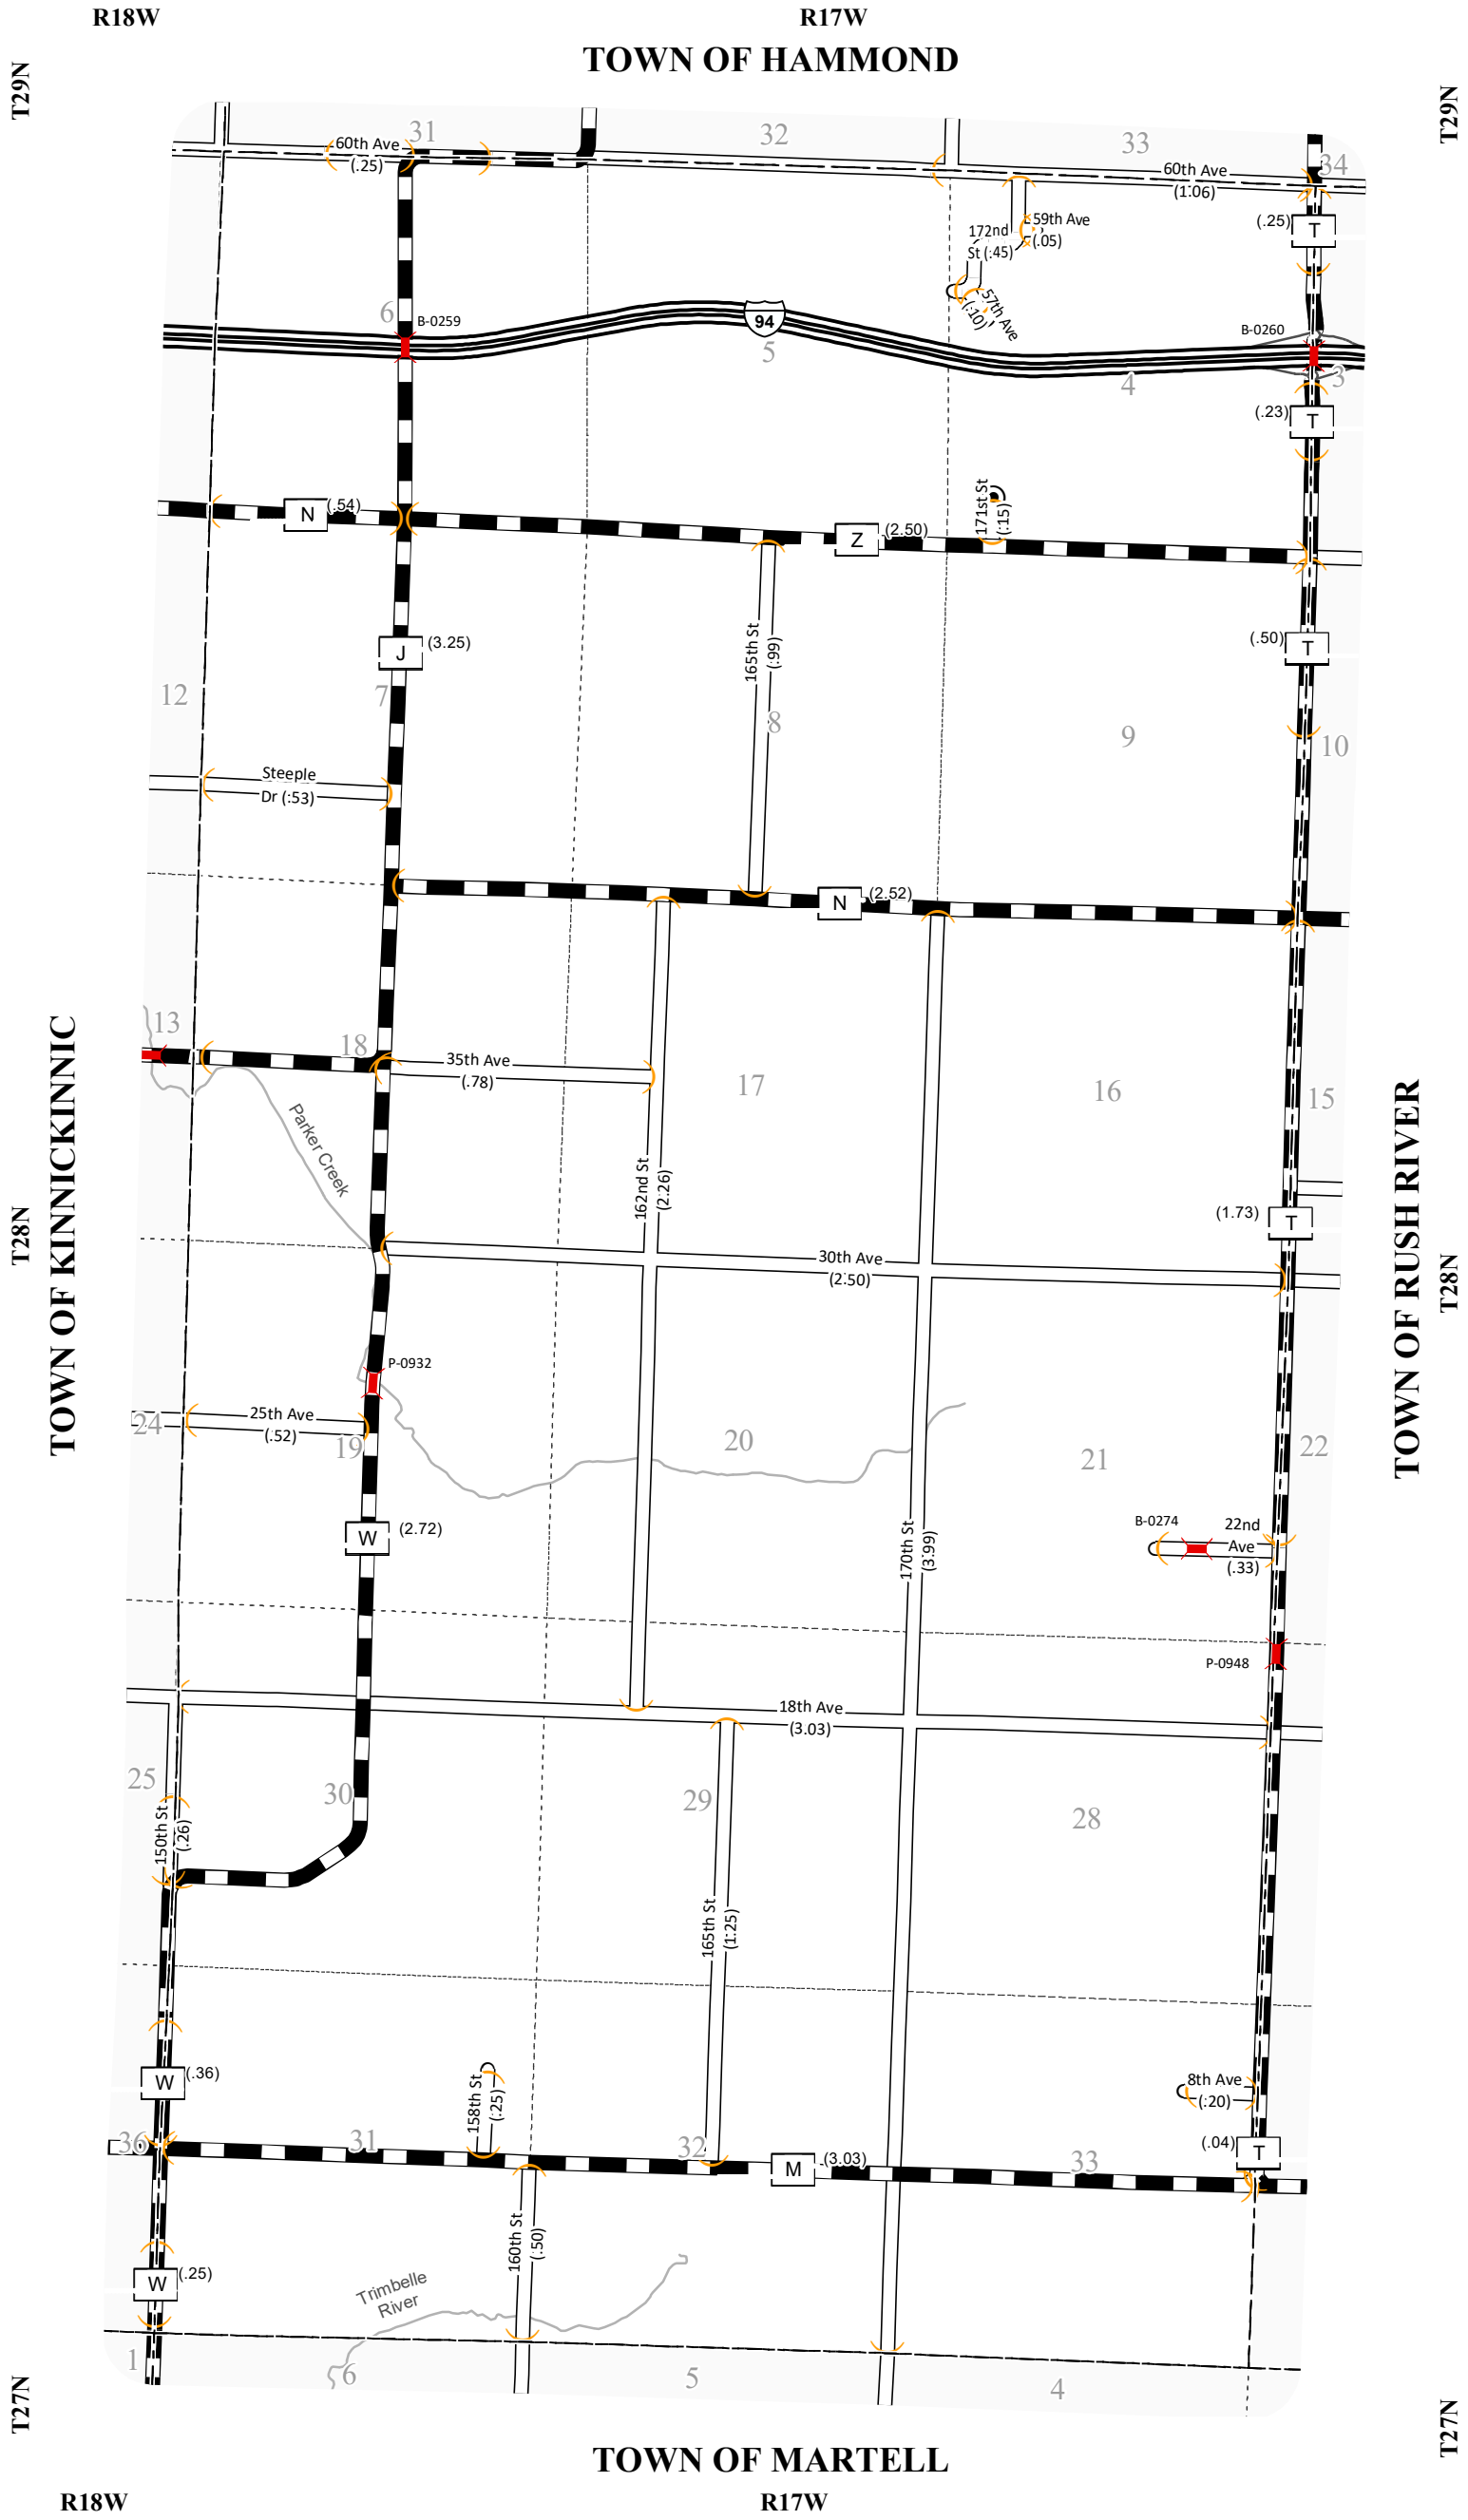 R18W
R17W
TOWN OF HAMMOND
T29N
T29N
31
32
33
34
60th Ave
(.25)
60th Ave
(1.06)
(.25)
T
59th Ave
(.05)
172nd
St (.45)
57th Ave
(.10)
6
B-0259
94
5
4
B-0260
3
(.23)
T
N
(.54)
Z
(2.50)
171st St
(.15)
J
(3.25)
165th St
(.99)
(.50)
T
12
7
8
9
10
Steeple
Dr (.53)
N
(2.52)
13
18
35th Ave
(.78)
17
16
15
Parker Creek
162nd St
(2.26)
(1.73)
T
TOWN OF KINNICKINNIC
T28N
TOWN OF RUSH RIVER
T28N
30th Ave
(2.50)
P-0932
24
25th Ave
(.52)
19
20
21
22
W
(2.72)
170th St
(3.99)
B-0274
22nd
Ave
(.33)
P-0948
18th Ave
(3.03)
25
30
29
28
150th St
(.26)
165th St
(1.25)
W
(.36)
158th St
(.25)
8th Ave
(.20)
36
31
32
M
(3.03)
33
(.04)
T
160th St
(.50)
W
(.25)
Trimbelle
River
1
6
5
4
T27N
T27N
TOWN OF MARTELL
R18W
R17W